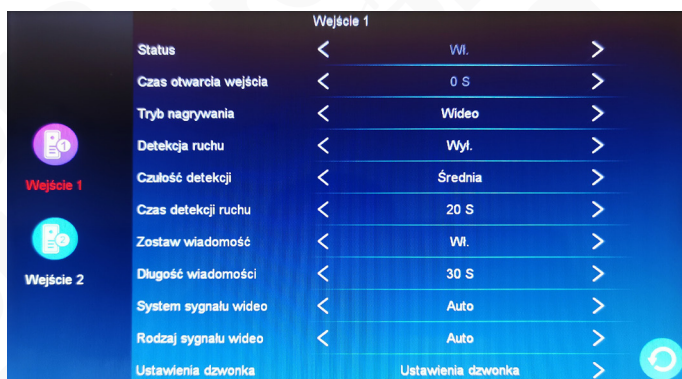 Wejście 1
Status < Wł. >
Czas otwarcia wejścia < 0 S >
Tryb nagrywania < Wideo >
Detekcja ruchu < Wył. >
Czułość detekcji < Średnia >
Czas detekcji ruchu < 20 S >
Zostaw wiadomość < Wł. >
Długość wiadomości < 30 S >
System sygnału wideo < Auto >
Rodzaj sygnału wideo < Auto >
Ustawienia dzwonka Ustawienia dzwonka >
1
Wejście 1
2
Wejście 2